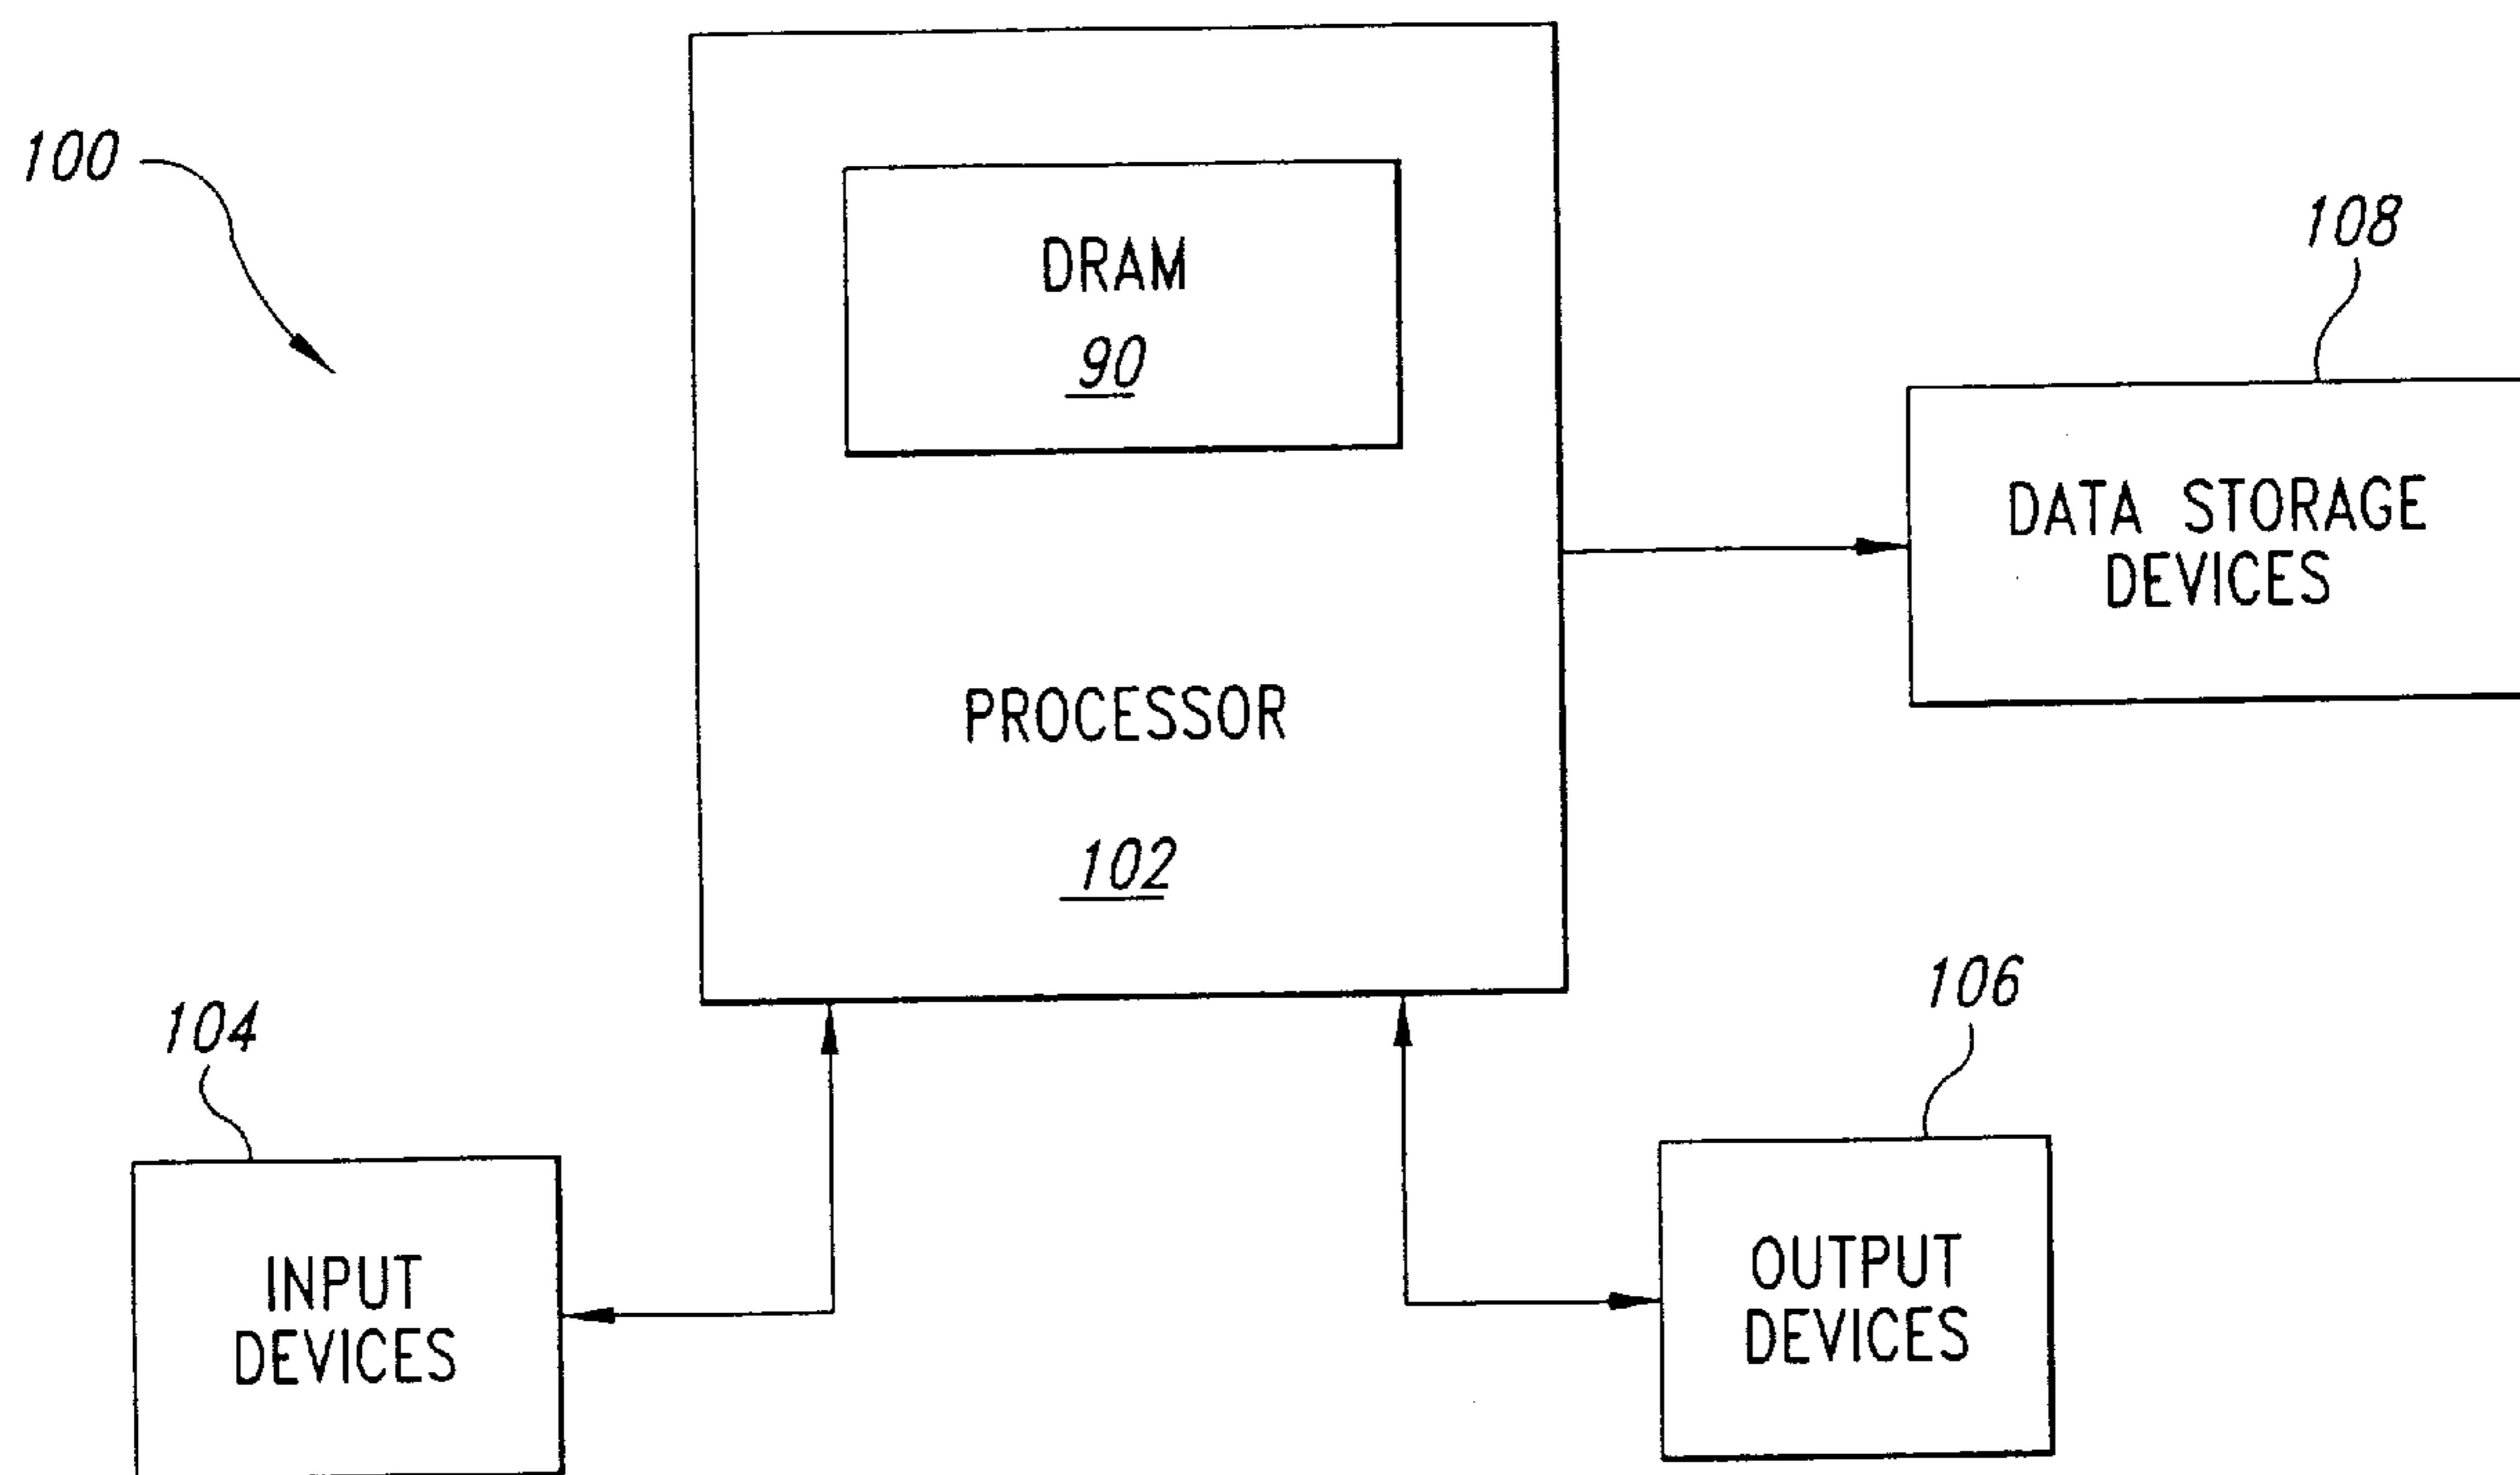 100
DRAM
90
108
DATA STORAGE
DEVICES
PROCESSOR
102
104
106
INPUT
DEVICES
OUTPUT
DEVICES